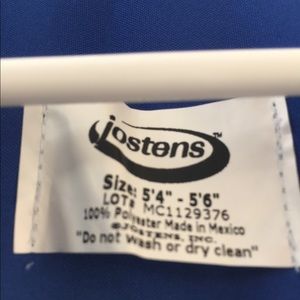 jostens™
Size: 5'4" - 5'6"
LOT# MC1129376
100% Polyester Made in Mexico
©JOSTENS, INC.
"Do not wash or dry clean"